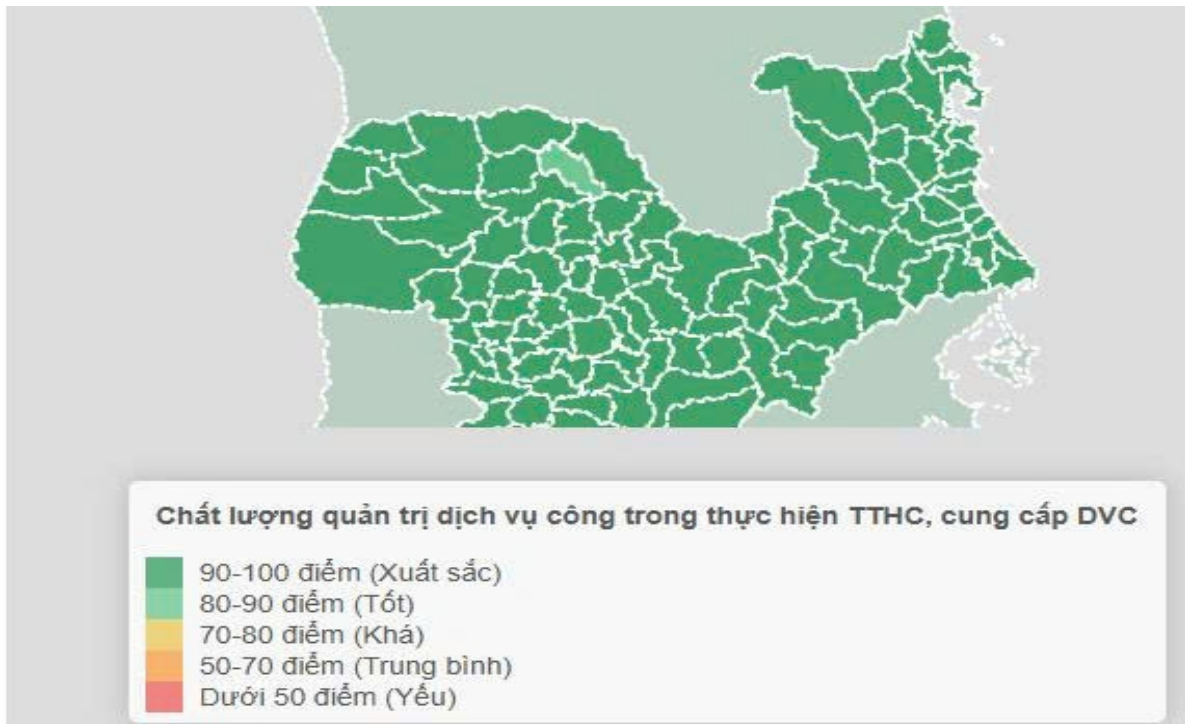 Chất lượng quản trị dịch vụ công trong thực hiện TTHC, cung cấp DVC
90-100 điểm (Xuất sắc)
80-90 điểm (Tốt)
70-80 điểm (Khá)
50-70 điểm (Trung bình)
Dưới 50 điểm (Yếu)